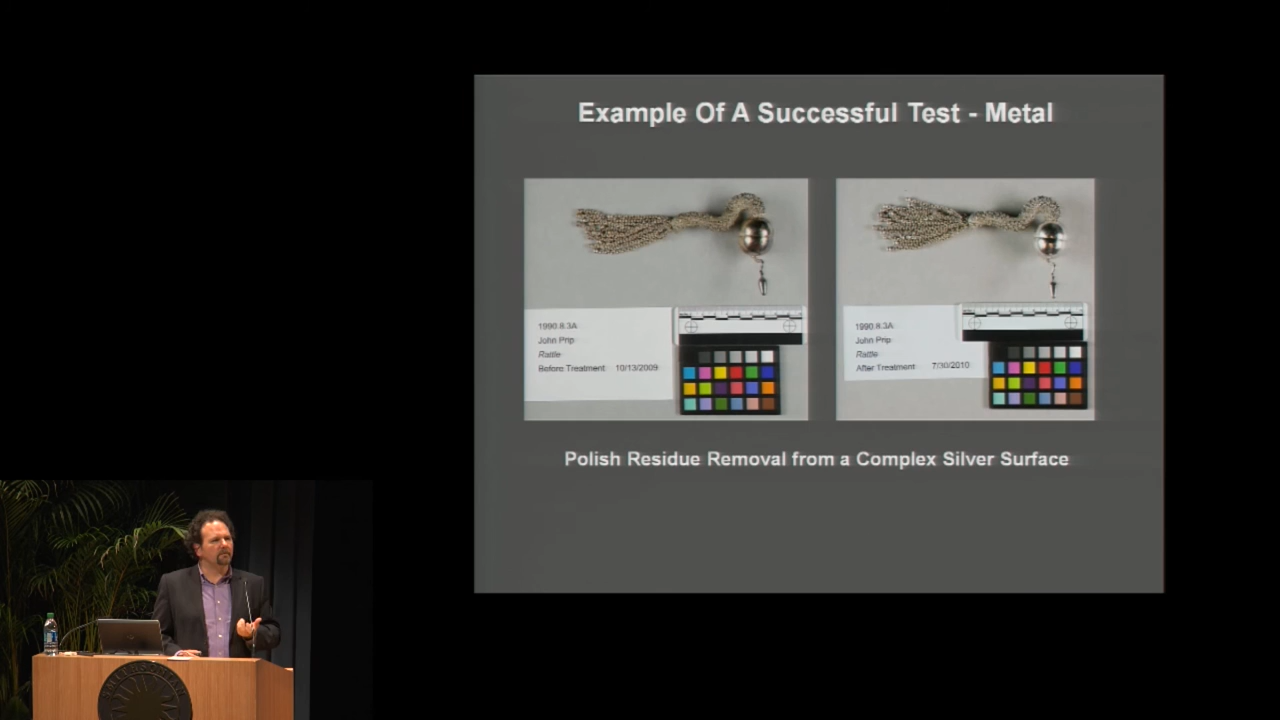 Example Of A Successful Test - Metal
1990.8.3A
John Prip
Rattle
Before Treatment 10/13/2009
1990.8.3A
John Prip
Rattle
After Treatment 7/30/2010
Polish Residue Removal from a Complex Silver Surface